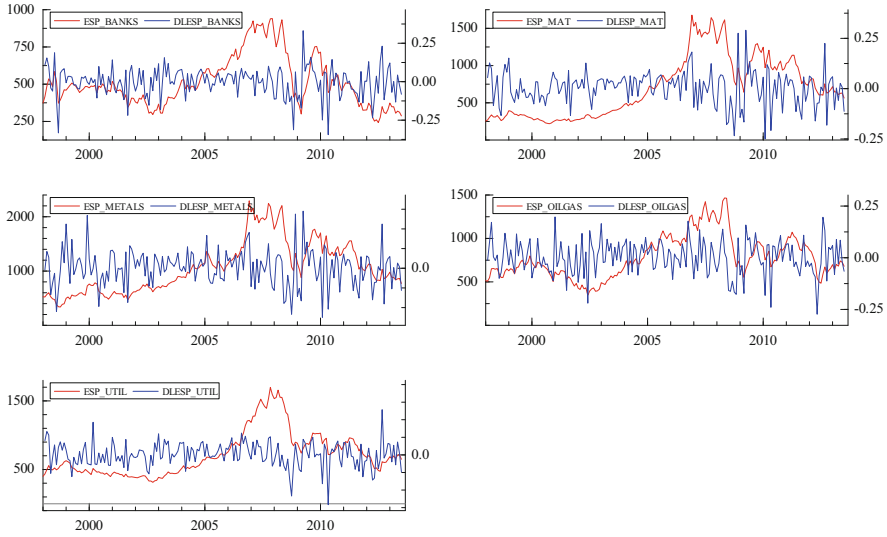 ESP_BANKS DLESP_BANKS
1000
750
500
250
0.25
0.00
-0.25
2000 2005 2010
ESP_MAT DLESP_MAT
1500
1000
500
0.25
0.00
-0.25
2000 2005 2010
ESP_METALS DLESP_METALS
2000
1000
0.0
2000 2005 2010
ESP_OILGAS DLESP_OILGAS
1500
1000
500
0.25
0.00
-0.25
2000 2005 2010
ESP_UTIL DLESP_UTIL
1500
500
0.0
2000 2005 2010